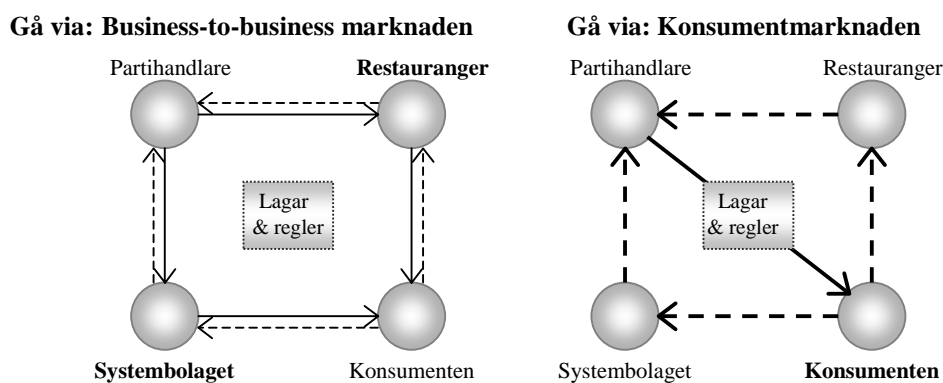 Gå via: Business-to-business marknaden
Partihandlare
Restauranger
Lagar
& regler
Systembolaget
Konsumenten
Gå via: Konsumentmarknaden
Partihandlare
Restauranger
Lagar
& regler
Systembolaget
Konsumenten